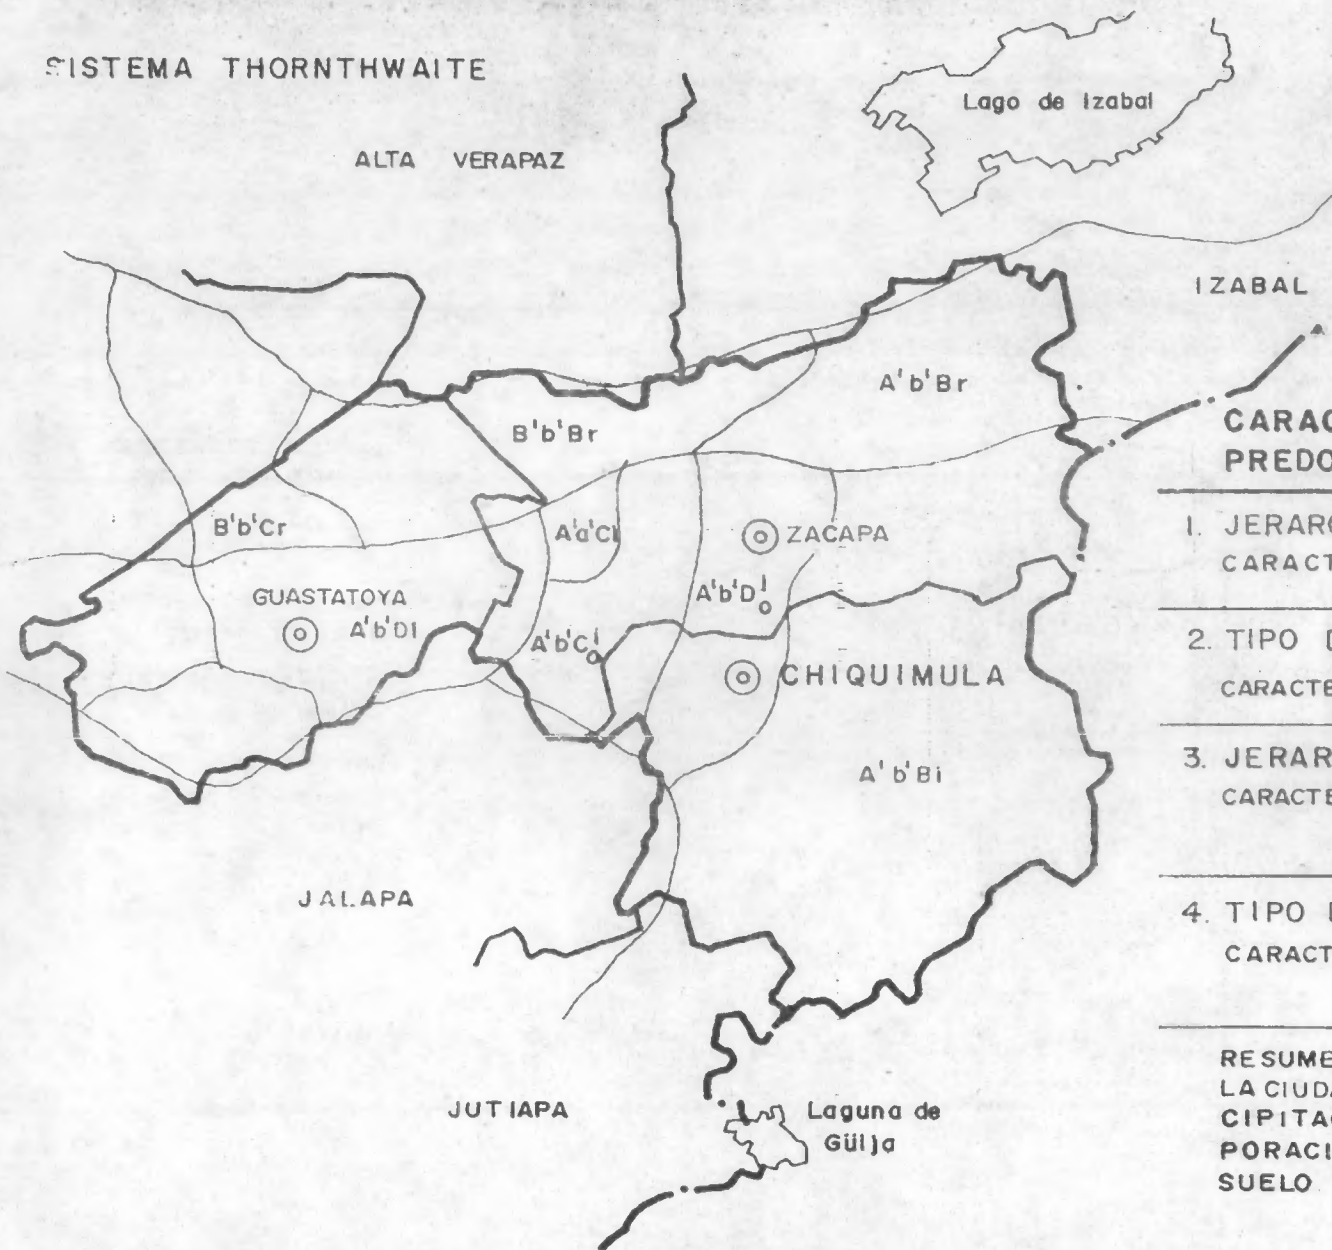 SISTEMA THORNTHWAITE
Lago de Izabal
ALTA VERAPAZ
IZABAL
A'b'Br
B'b'Br
CARAC
PREDO
B'b'Cr
A'a'Ci
ZACAPA
1. JERARQ
CARACT
GUASTATOYA
A'b'Di
A'b'D
A'b'C
2. TIPO D
CARACTE
CHIQUIMULA
A'b'Bi
3. JERAR
CARACTE
JALAPA
4. TIPO
CARACT
RESUME
LA CIUDA
CIPITAC
PORACI
SUELO
JUTIAPA
Laguna de
Güija